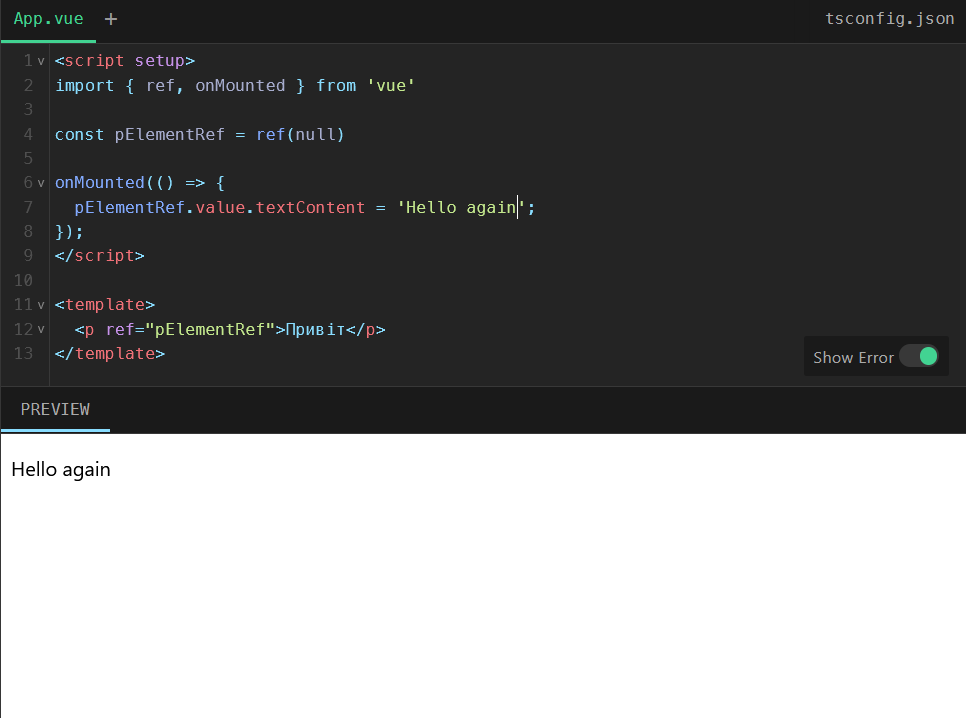 App.vue + tsconfig.json
1 v <script setup>
2 import { ref, onMounted } from 'vue'
3
4 const pElementRef = ref(null)
5
6 v onMounted(() => {
7   pElementRef.value.textContent = 'Hello again';
8 });
9 </script>
10
11 v <template>
12 v   <p ref="pElementRef">Привіт</p>
13 </template>
Show Error
PREVIEW
Hello again